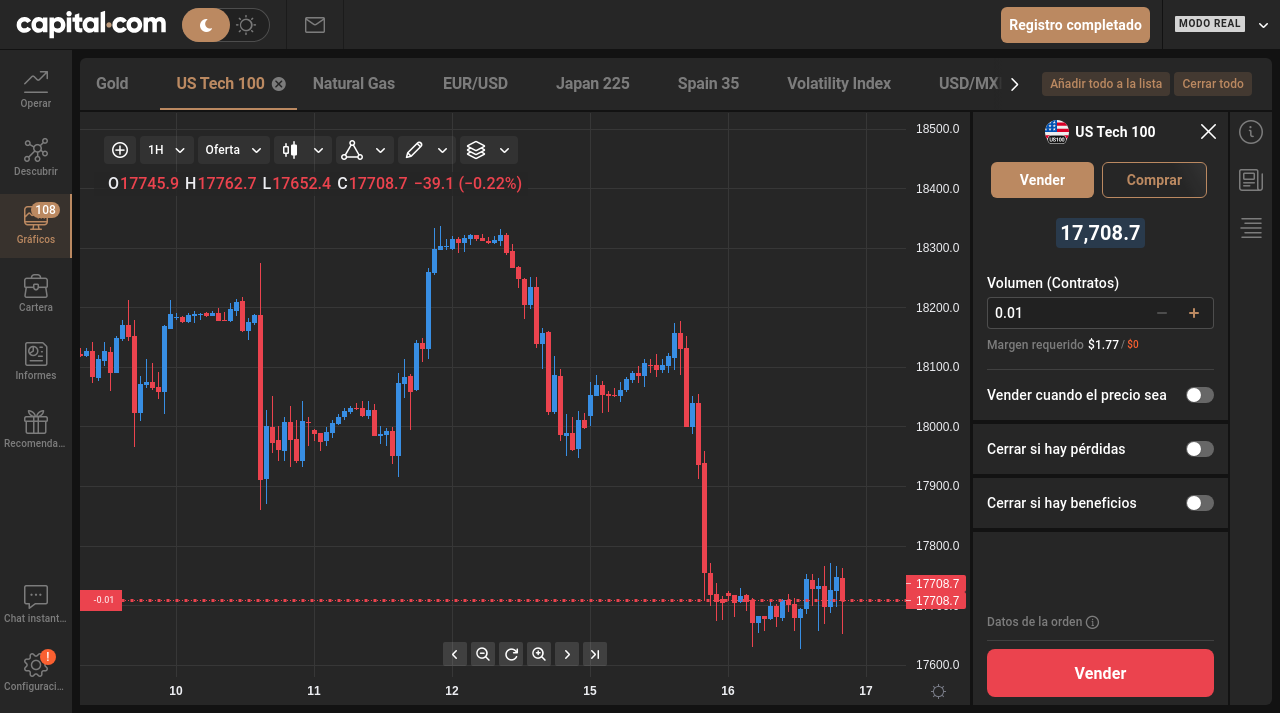 capital.com
Registro completado
MODO REAL
Operar
Descubrir
108
Gráficos
Cartera
Informes
Recomenda...
Chat instant...
!
Configuraci...
Gold
US Tech 100
Natural Gas
EUR/USD
Japan 225
Spain 35
Volatility Index
USD/MX
Añadir todo a la lista
Cerrar todo
1H
Oferta
O17745.9 H17762.7 L17652.4 C17708.7 −39.1 (−0.22%)
18500.0
18400.0
18300.0
18200.0
18100.0
18000.0
17900.0
17800.0
17708.7
-0.01
17708.7
17600.0
10 11 12 15 16 17
US100
US Tech 100
Vender
Comprar
17,708.7
Volumen (Contratos)
0.01
Margen requerido $1.77 / $0
Vender cuando el precio sea
Cerrar si hay pérdidas
Cerrar si hay beneficios
Datos de la orden
Vender